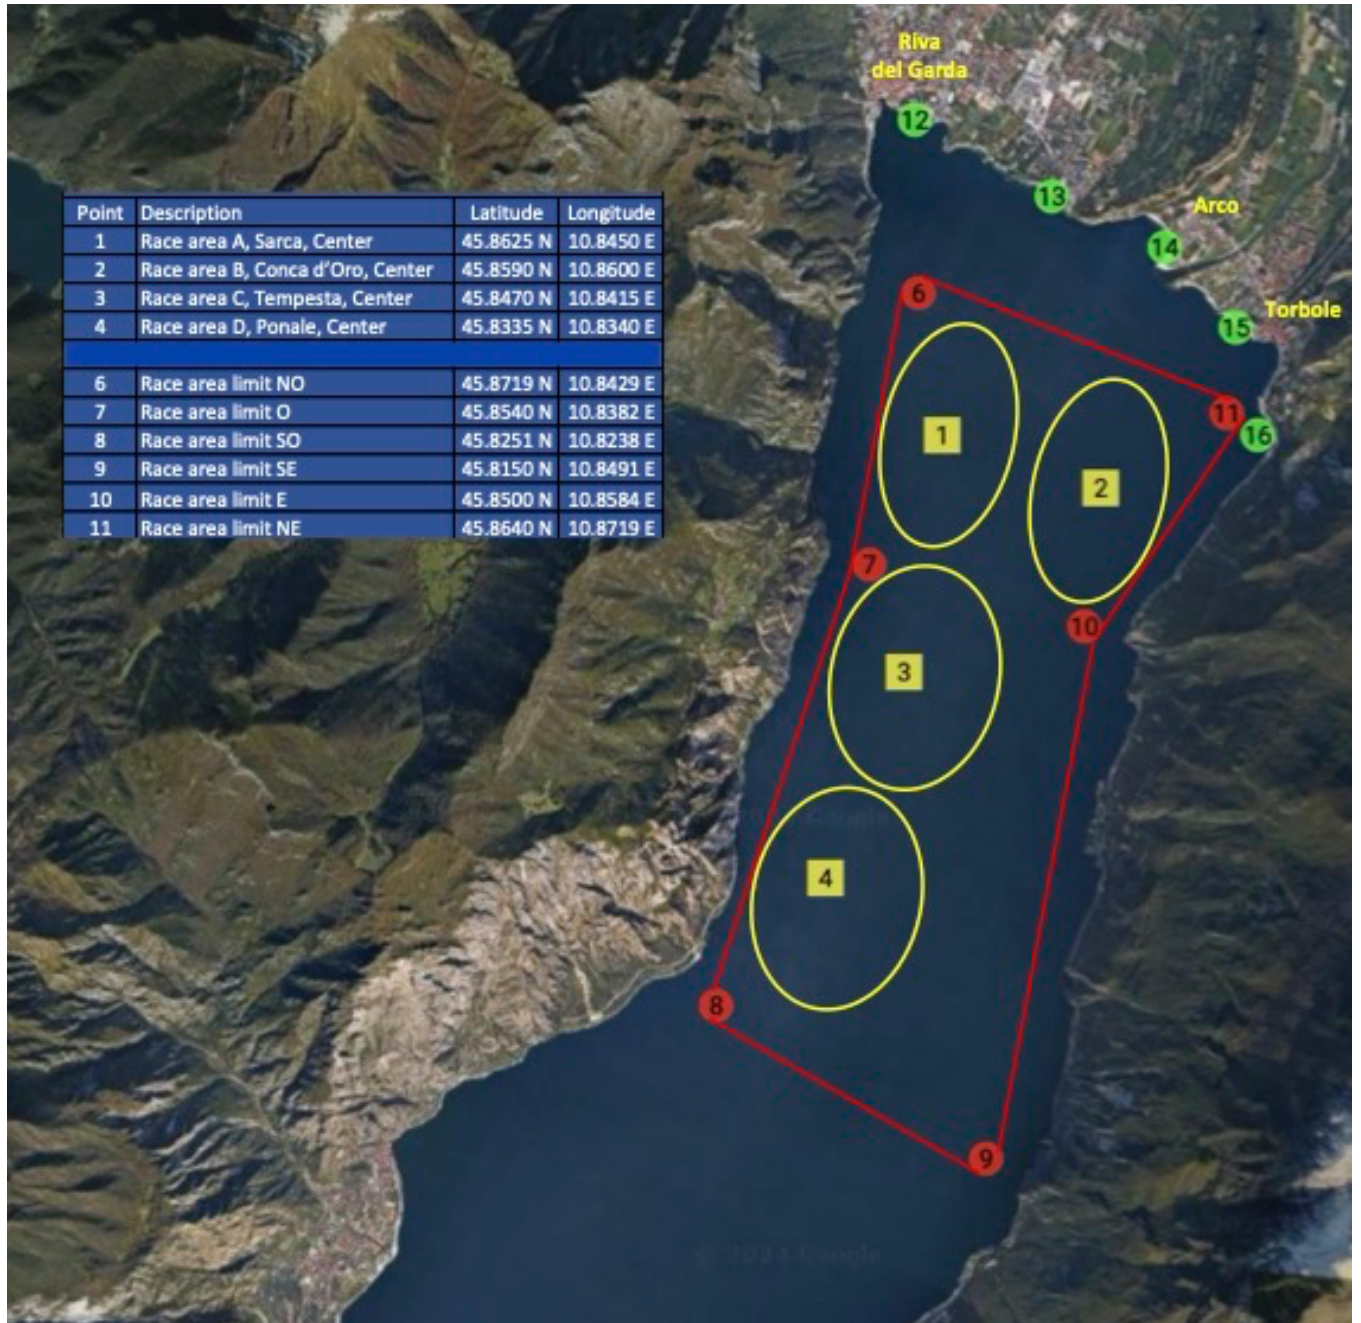 Riva
del Garda
12
13
Arco
14
Point Description Latitude Longitude
1 Race area A, Sarca, Center 45.8625 N 10.8450 E
2 Race area B, Conca d’Oro, Center 45.8590 N 10.8600 E
3 Race area C, Tempesta, Center 45.8470 N 10.8415 E
4 Race area D, Ponale, Center 45.8335 N 10.8340 E
6 Race area limit NO 45.8719 N 10.8429 E
7 Race area limit O 45.8540 N 10.8382 E
8 Race area limit SO 45.8251 N 10.8238 E
9 Race area limit SE 45.8150 N 10.8491 E
10 Race area limit E 45.8500 N 10.8584 E
11 Race area limit NE 45.8640 N 10.8719 E
6
Torbole
15
11
16
1
2
7
10
3
4
8
9
© 2024 Google